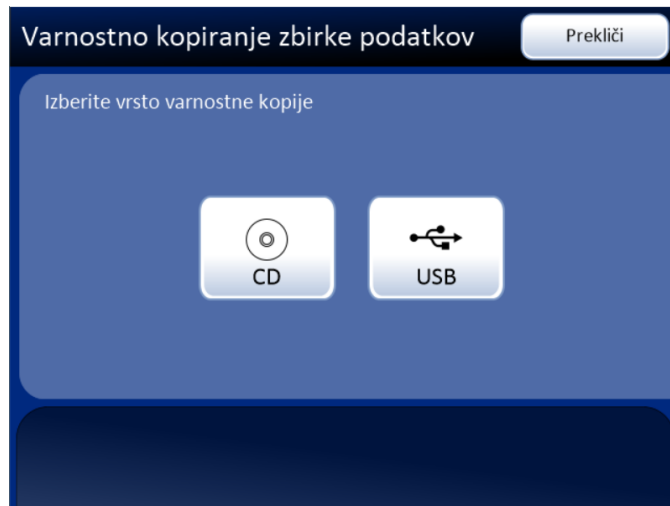 Varnostno kopiranje zbirke podatkov
Prekliči
Izberite vrsto varnostne kopije
CD
USB